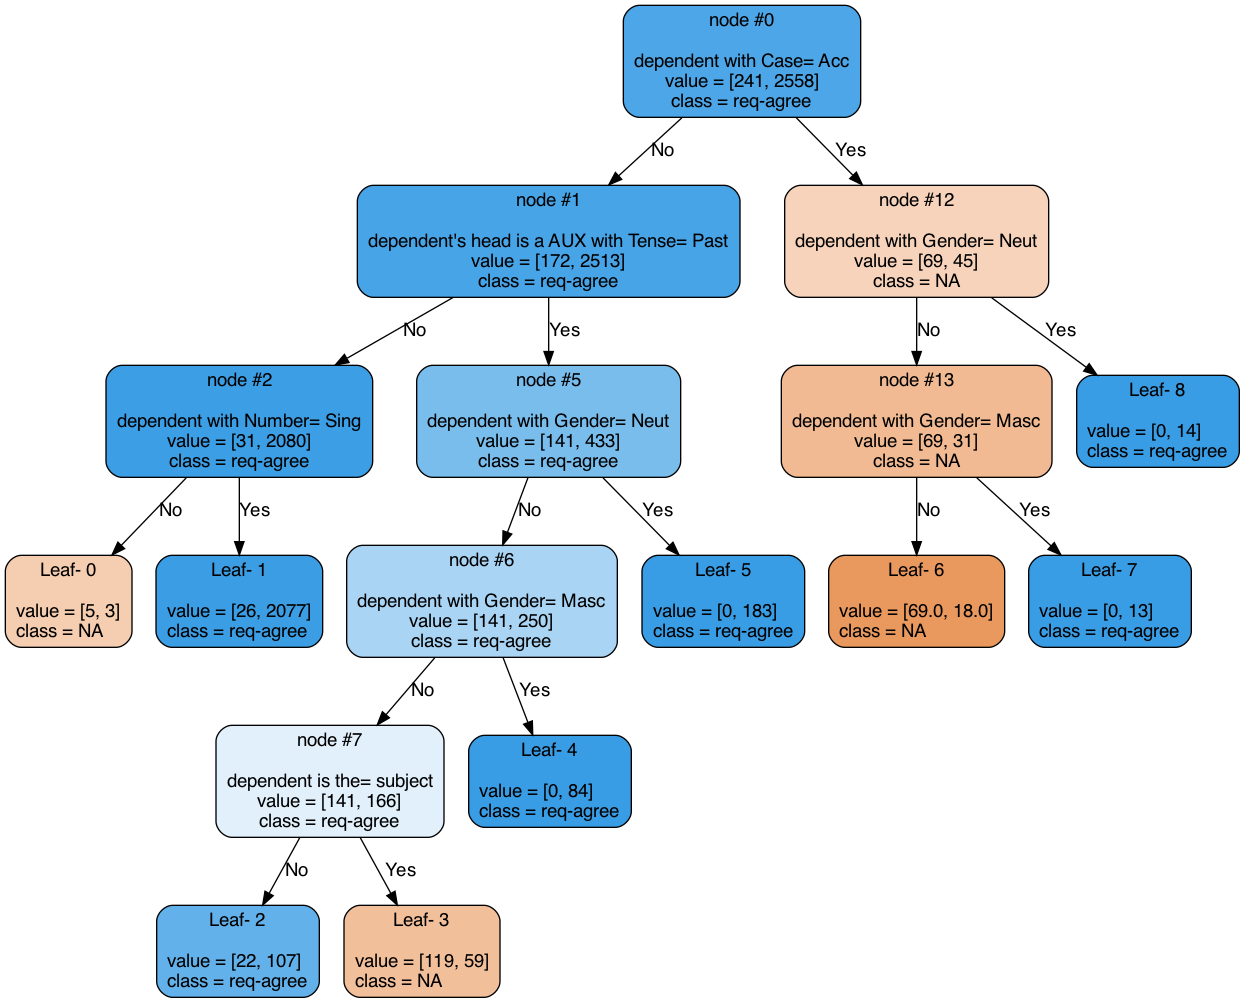 node #0
dependent with Case= Acc
value = [241, 2558]
class = req-agree
No
Yes
node #1
dependent's head is a AUX with Tense= Past
value = [172, 2513]
class = req-agree
node #12
dependent with Gender= Neut
value = [69, 45]
class = NA
No
Yes
No
Yes
node #2
dependent with Number= Sing
value = [31, 2080]
class = req-agree
node #5
dependent with Gender= Neut
value = [141, 433]
class = req-agree
node #13
dependent with Gender= Masc
value = [69, 31]
class = NA
Leaf- 8
value = [0, 14]
class = req-agree
No
Yes
No
Yes
No
Yes
Leaf- 0
value = [5, 3]
class = NA
Leaf- 1
value = [26, 2077]
class = req-agree
node #6
dependent with Gender= Masc
value = [141, 250]
class = req-agree
Leaf- 5
value = [0, 183]
class = req-agree
Leaf- 6
value = [69.0, 18.0]
class = NA
Leaf- 7
value = [0, 13]
class = req-agree
No
Yes
node #7
dependent is the= subject
value = [141, 166]
class = req-agree
Leaf- 4
value = [0, 84]
class = req-agree
No
Yes
Leaf- 2
value = [22, 107]
class = req-agree
Leaf- 3
value = [119, 59]
class = NA